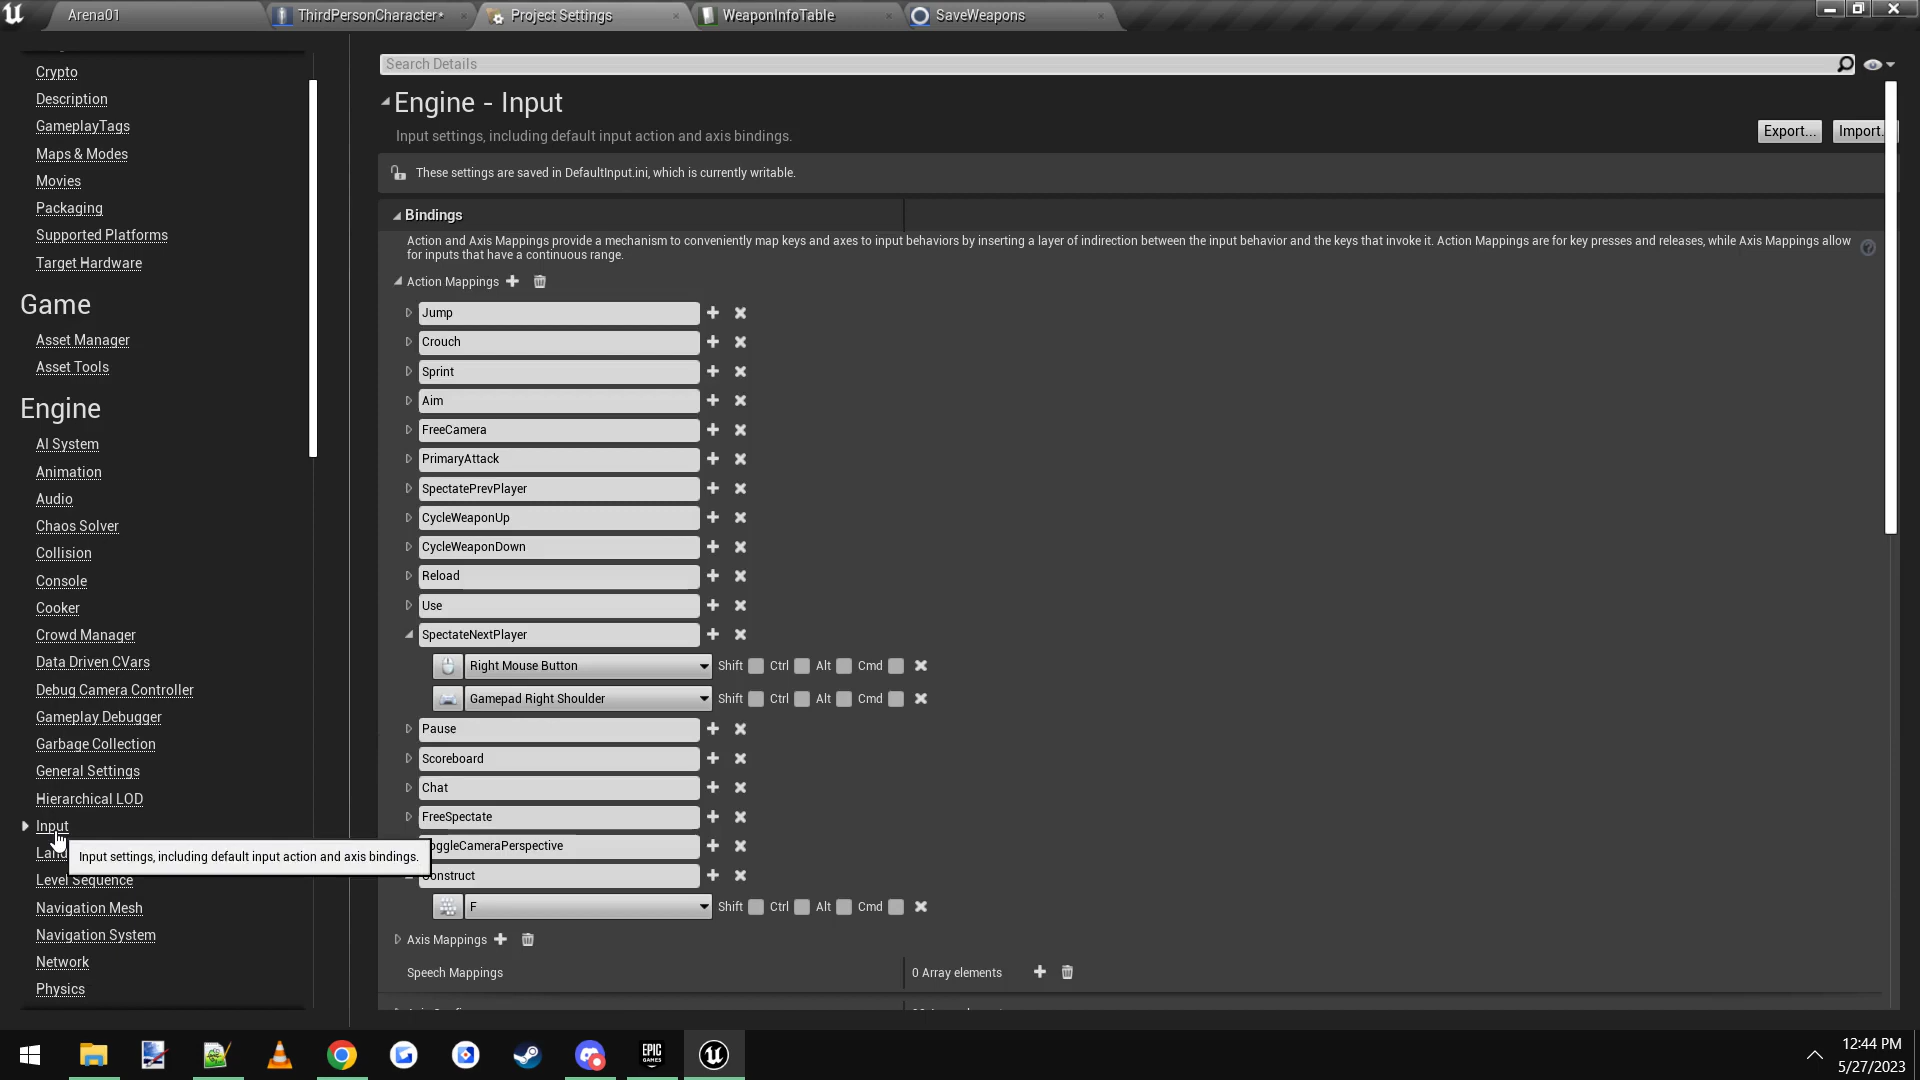 Arena01
ThirdPersonCharacter*
Project Settings
WeaponInfoTable
SaveWeapons
Crypto
Description
GameplayTags
Maps & Modes
Movies
Packaging
Supported Platforms
Target Hardware
Game
Asset Manager
Asset Tools
Engine
AI System
Animation
Audio
Chaos Solver
Collision
Console
Cooker
Crowd Manager
Data Driven CVars
Debug Camera Controller
Gameplay Debugger
Garbage Collection
General Settings
Hierarchical LOD
Input
Land
Input settings, including default input action and axis bindings.
Level Sequence
Navigation Mesh
Navigation System
Network
Physics
Search Details
Engine - Input
Input settings, including default input action and axis bindings.
Export... Import.
These settings are saved in DefaultInput.ini, which is currently writable.
Bindings
Action and Axis Mappings provide a mechanism to conveniently map keys and axes to input behaviors by inserting a layer of indirection between the input behavior and the keys that invoke it. Action Mappings are for key presses and releases, while Axis Mappings allow
for inputs that have a continuous range.
Action Mappings
Jump
Crouch
Sprint
Aim
FreeCamera
PrimaryAttack
SpectatePrevPlayer
CycleWeaponUp
CycleWeaponDown
Reload
Use
SpectateNextPlayer
Right Mouse Button Shift Ctrl Alt Cmd
Gamepad Right Shoulder Shift Ctrl Alt Cmd
Pause
Scoreboard
Chat
FreeSpectate
oggleCameraPerspective
Construct
F Shift Ctrl Alt Cmd
Axis Mappings
Speech Mappings 0 Array elements
EPIC
GAMES
12:44 PM
5/27/2023